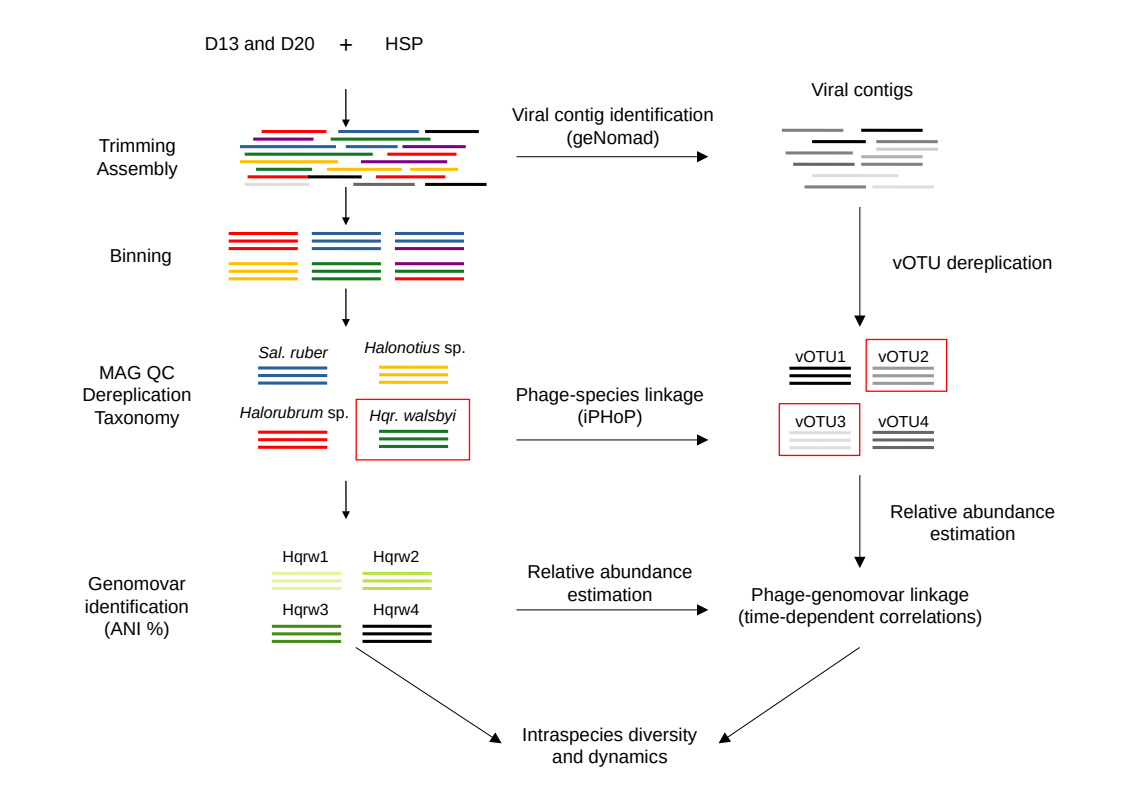 D13 and D20 + HSP
Viral contigs
Viral contig identification
(geNomad)
Trimming
Assembly
Binning
vOTU dereplication
Sal. ruber
Halonotius sp.
Halorubrum sp.
Hqr. walsbyi
MAG QC
Dereplication
Taxonomy
Phage-species linkage
(iPHoP)
vOTU1
vOTU2
vOTU3
vOTU4
Relative abundance
estimation
Genomovar
identification
(ANI %)
Hqrw1
Hqrw2
Hqrw3
Hqrw4
Relative abundance
estimation
Phage-genomovar linkage
(time-dependent correlations)
Intraspecies diversity
and dynamics